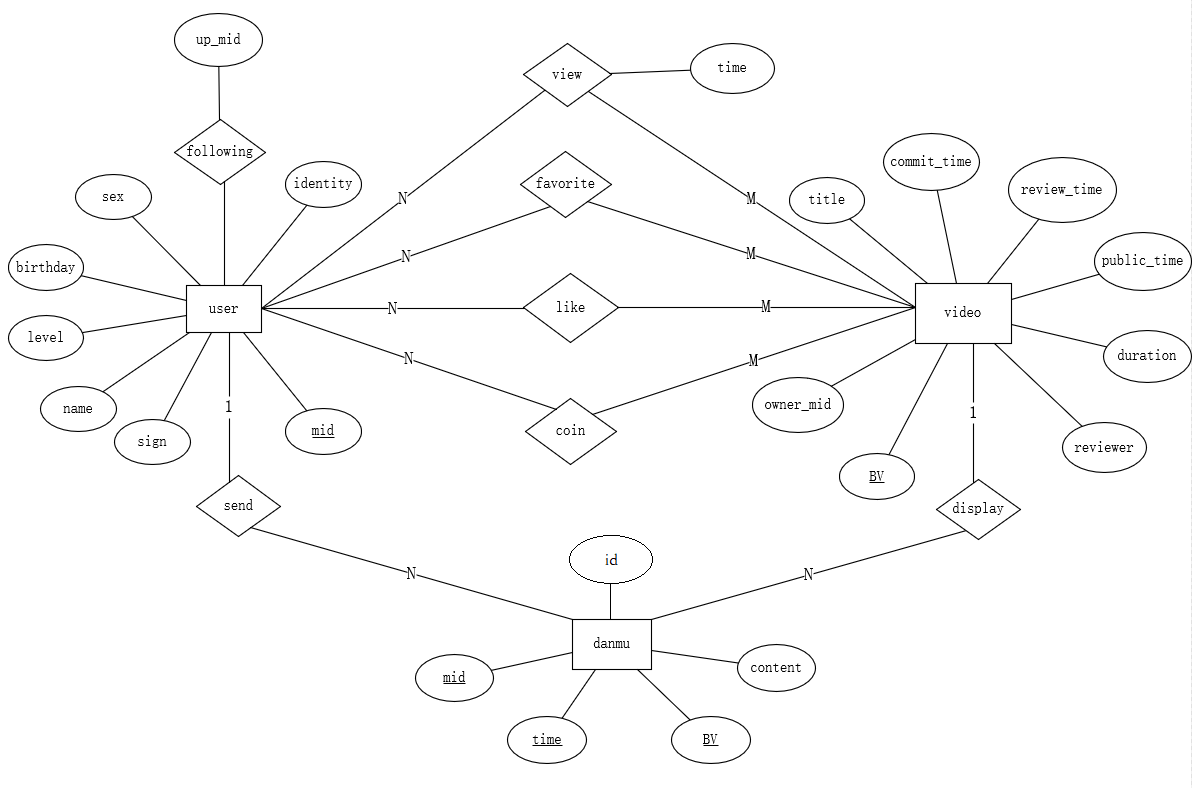 up_mid
view
time
following
commit_time
favorite
identity
review_time
sex
N
M
title
N
M
public_time
birthday
user
N
like
M
video
level
N
M
duration
name
1
owner_mid
1
sign
mid
coin
reviewer
BV
send
display
id
N
N
danmu
mid
content
time
BV